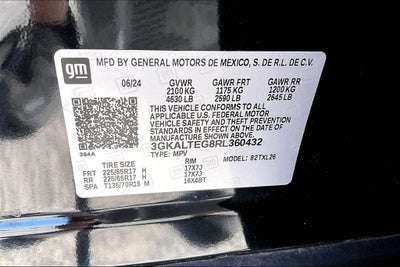 gm
MFD BY GENERAL MOTORS DE MEXICO, S. DE R.L. DE C.V.
06/24 GVWR GAWR FRT GAWR RR
2100 KG 1175 KG 1200 KG
4630 LB 2590 LB 2645 LB
THIS VEHICLE CONFORMS TO ALL APPLICABLE
U.S. FEDERAL MOTOR
VEHICLE SAFETY AND THEFT PREVENTION
STANDARDS IN EFFECT ON THE DATE OF
MANUFACTURE SHOWN ABOVE.
3GKALTEG8RL360432
384A TYPE: MPV 82TXL26
TIRE SIZE RIM
FRT 225/65R17 H 17X7J
RR 225/65R17 H 17X7J
SPA T135/70R16 M 16X4BT